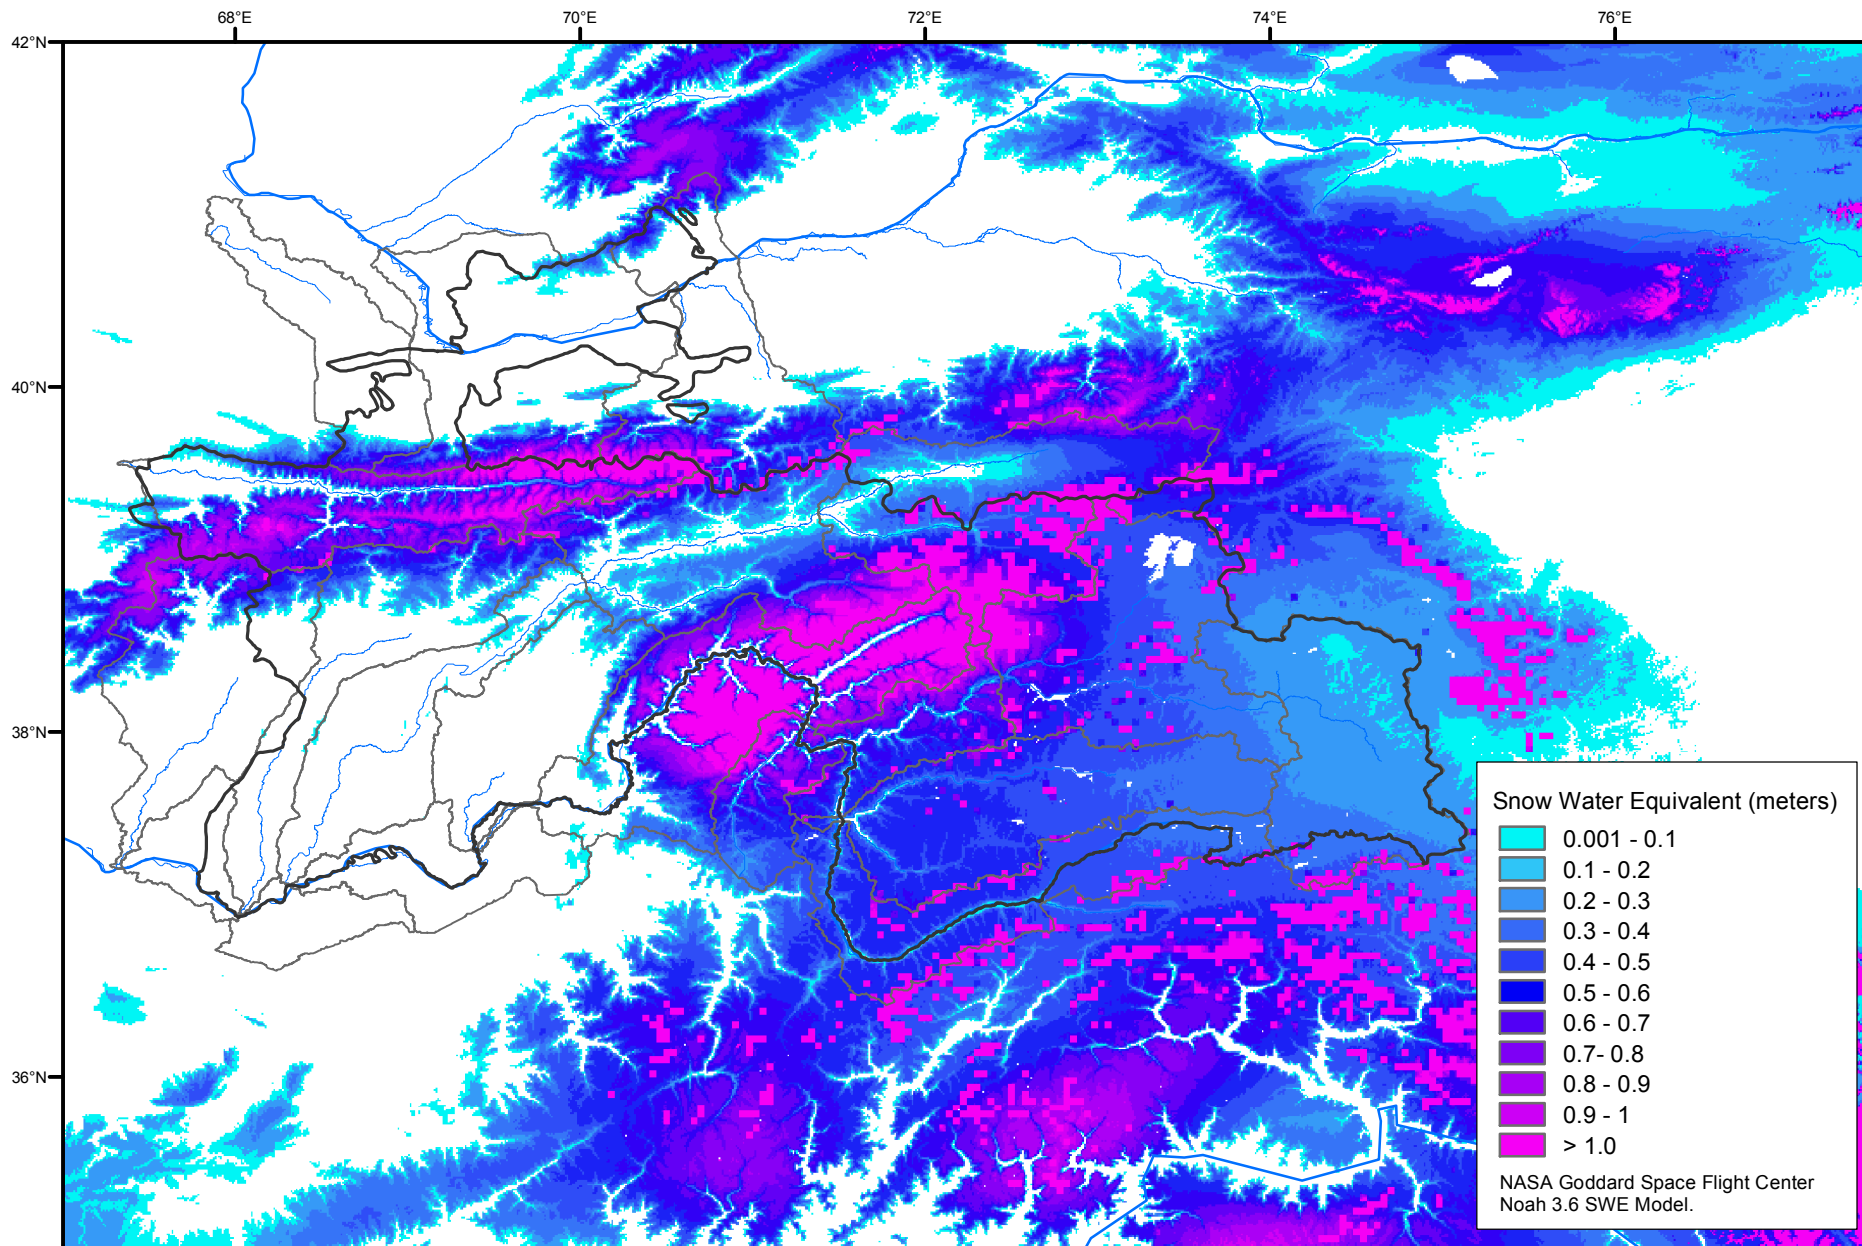 68°E
70°E
72°E
74°E
76°E
42°N
40°N
38°N
36°N
Snow Water Equivalent (meters)
0.001 - 0.1
0.1 - 0.2
0.2 - 0.3
0.3 - 0.4
0.4 - 0.5
0.5 - 0.6
0.6 - 0.7
0.7- 0.8
0.8 - 0.9
0.9 - 1
> 1.0
NASA Goddard Space Flight Center
Noah 3.6 SWE Model.